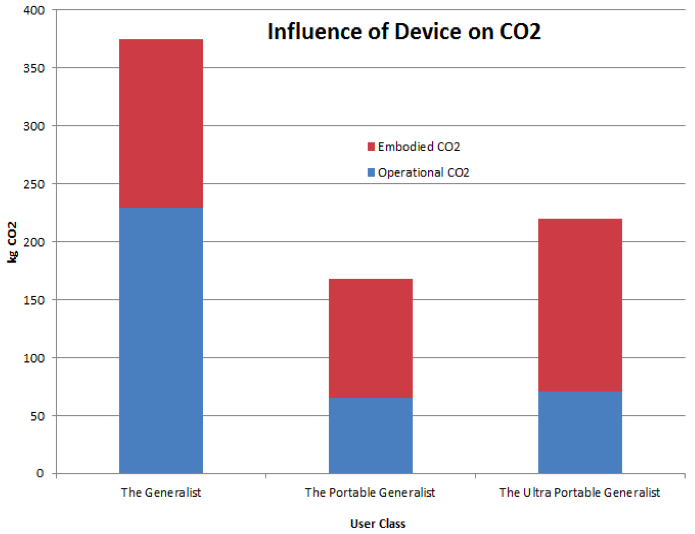 Influence of Device on CO2
400
350
300
250
200
150
100
50
0
kg CO2
Embodied CO2
Operational CO2
The Generalist
The Portable Generalist
The Ultra Portable Generalist
User Class